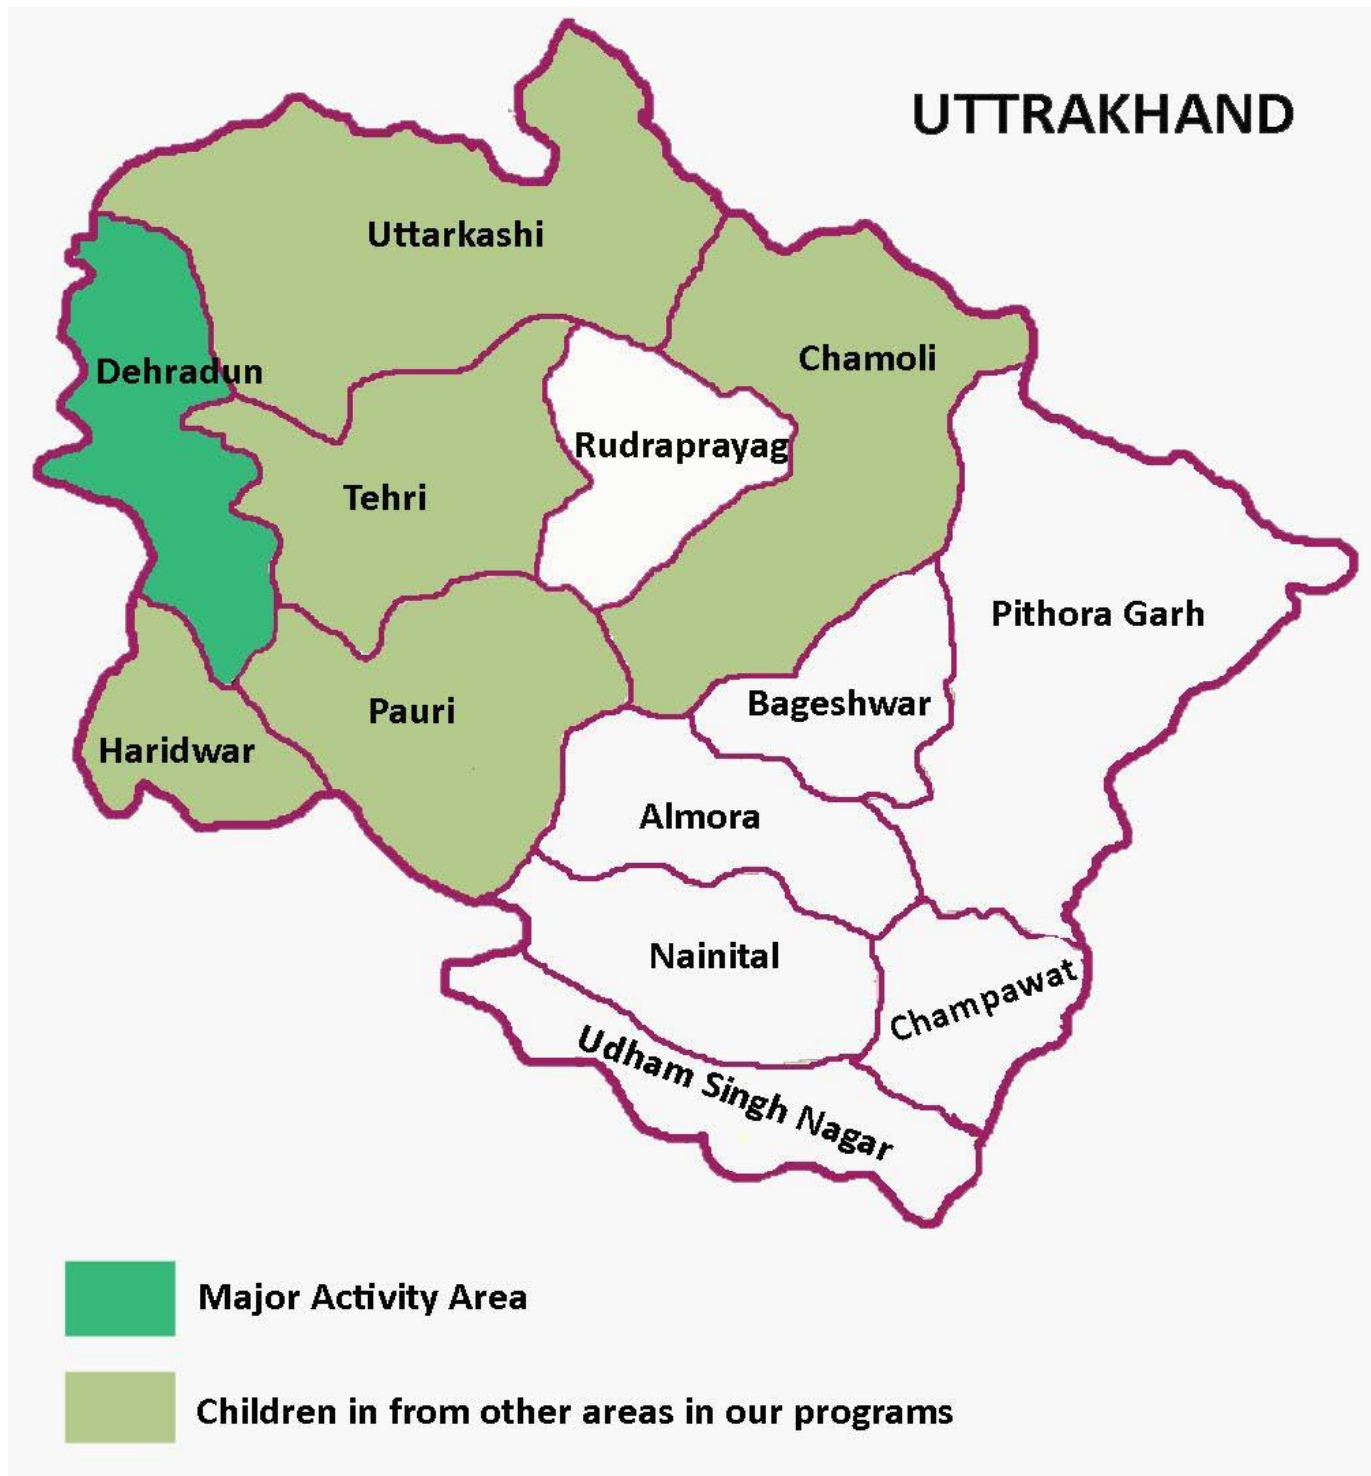 UTTRAKHAND
Uttarkashi
Chamoli
Dehradun
Rudraprayag
Tehri
Pithora Garh
Bageshwar
Pauri
Haridwar
Almora
Nainital
Champawat
Udham Singh Nagar
Major Activity Area
Children in from other areas in our programs